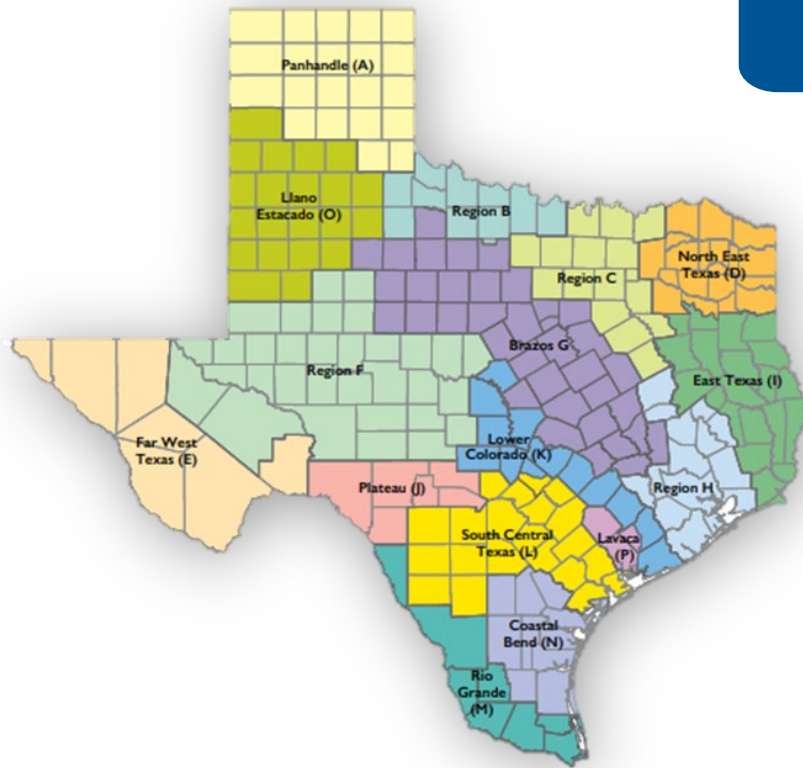 Panhandle (A)
Llano
Estacado (O)
Region B
North East
Texas (D)
Region C
Brazos G
Region F
East Texas (I)
Far West
Texas (E)
Lower
Colorado (K)
Plateau (J)
Region H
South Central
Texas (L)
Lavaca
(P)
Coastal
Bend (N)
Rio
Grande
(M)